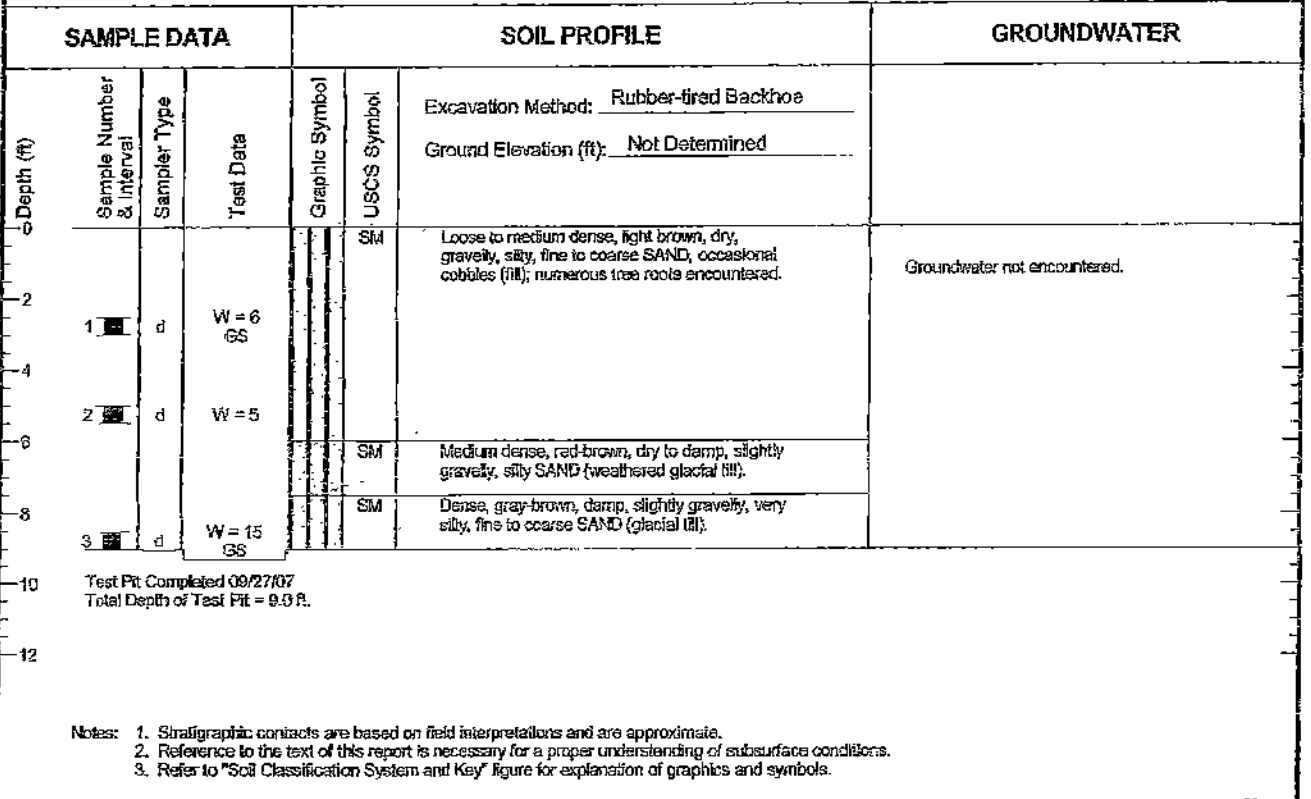 SAMPLE DATA
SOIL PROFILE
GROUNDWATER
Depth (ft)
Sample Number
& Interval
Sampler Type
Test Data
Graphic Symbol
USCS Symbol
Excavation Method: Rubber-tired Backhoe
Ground Elevation (ft): Not Determined
0
SM
Loose to medium dense, light brown, dry,
gravelly, silty, fine to coarse SAND, occasional
cobbles (fill); numerous tree roots encountered.
Groundwater not encountered.
2
1
d
W = 6
GS
4
2
d
W = 5
6
SM
Medium dense, red-brown, dry to damp, slightly
gravelly, silty SAND (weathered glacial till).
8
SM
Dense, gray-brown, damp, slightly gravelly, very
silty, fine to coarse SAND (glacial till).
3
d
W = 15
GS
10
Test Pit Completed 09/27/07
Total Depth of Test Pit = 9.0 ft.
12
Notes: 1. Stratigraphic contacts are based on field interpretations and are approximate.
2. Reference to the text of this report is necessary for a proper understanding of subsurface conditions.
3. Refer to "Soil Classification System and Key" figure for explanation of graphics and symbols.